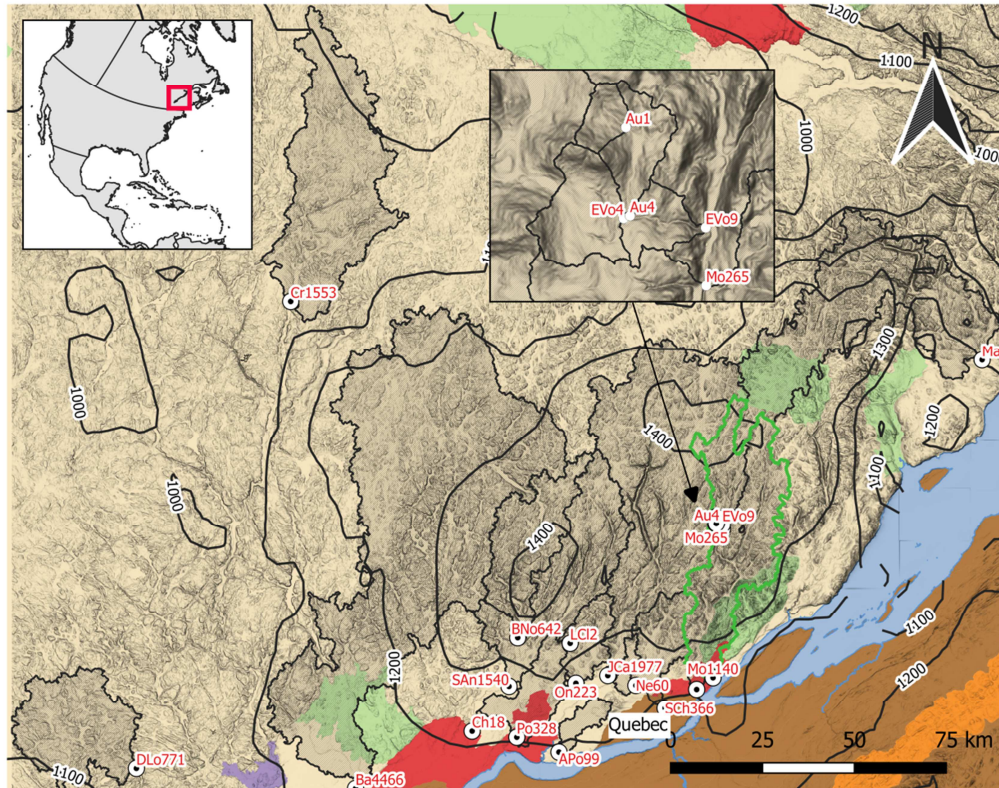 1200
1100
N
1000
1000
Au1
EVo4
Au4
EVo9
Mo265
Cr1553
1300
Ma
1000
1200
1400
1100
1000
Au4
EVo9
1400
Mo265
BNo642
LCl2
1100
1200
JCa1977
Mo1140
1200
SAn1540
On223
Ne60
SCh366
Ch18
Po328
Quebec
0 25 50 75 km
APo99
DLo771
1100
Ba4466